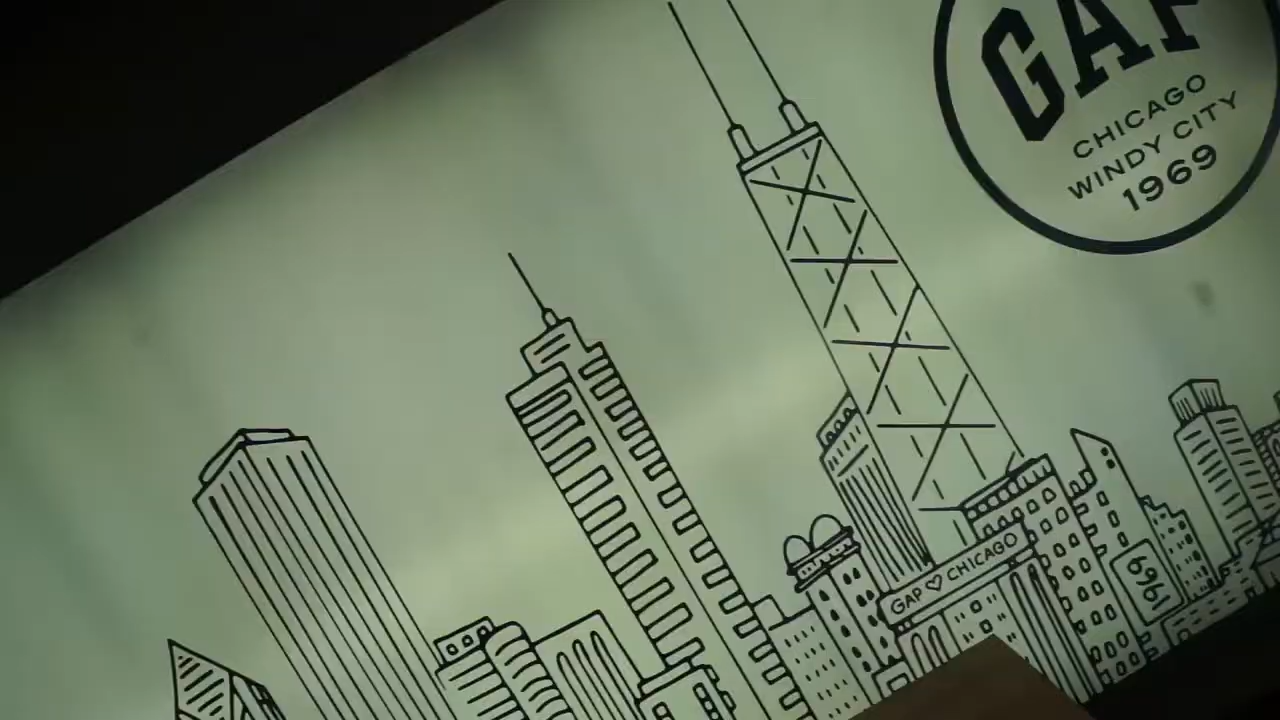 GAP
CHICAGO
WINDY CITY
1969
GAP ♡ CHICAGO
1969